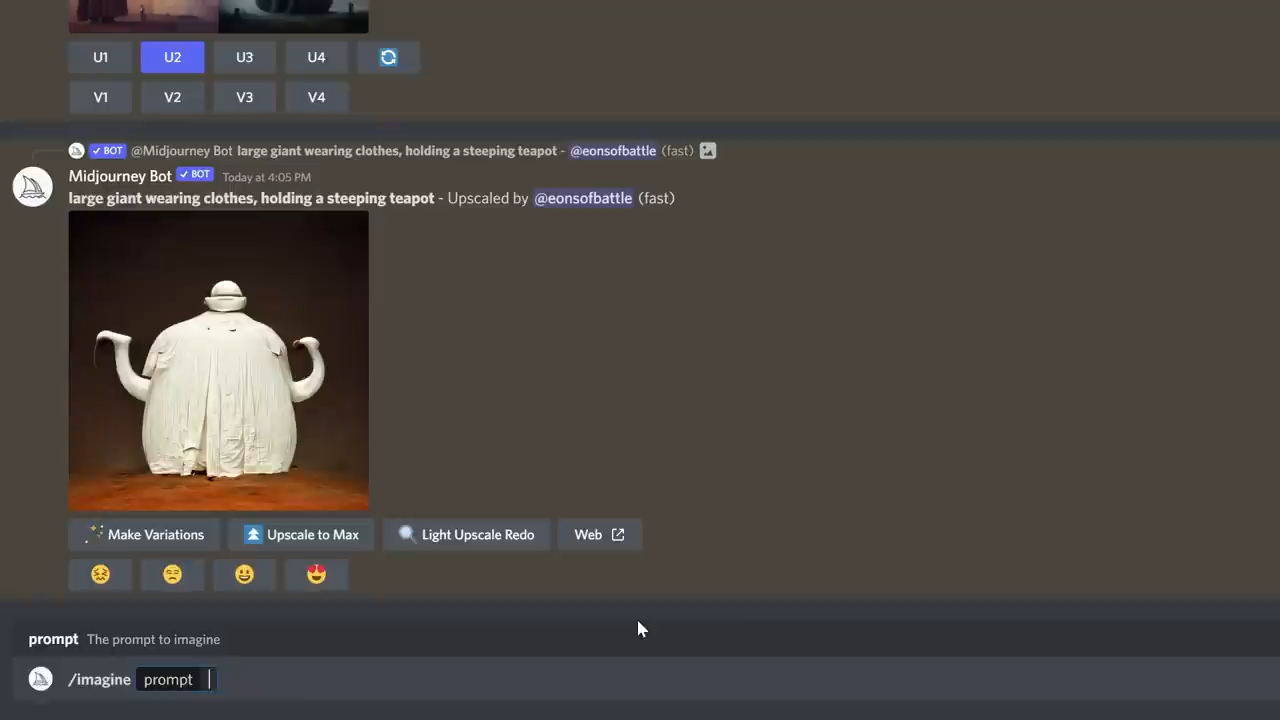 U1 U2 U3 U4
V1 V2 V3 V4
BOT @Midjourney Bot large giant wearing clothes, holding a steeping teapot - @eonsofbattle (fast)
Midjourney Bot BOT Today at 4:05 PM
large giant wearing clothes, holding a steeping teapot - Upscaled by @eonsofbattle (fast)
Make Variations Upscale to Max Light Upscale Redo Web
prompt The prompt to imagine
/imagine prompt